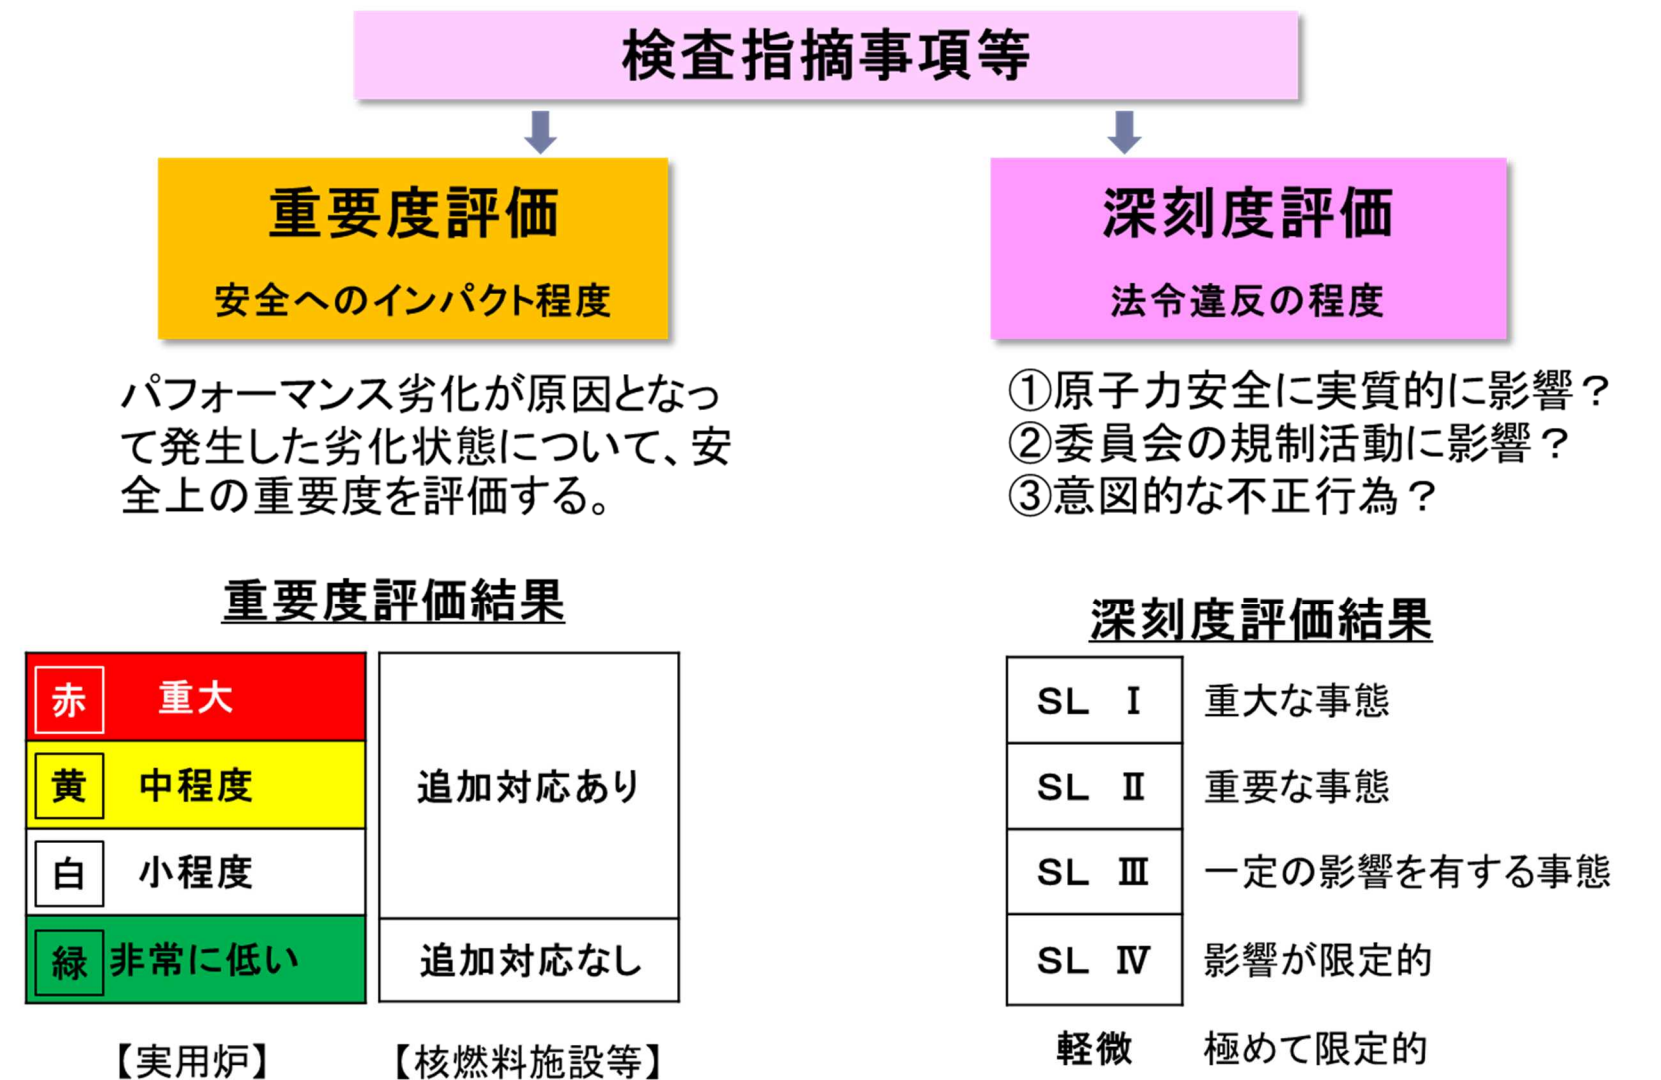 検査指摘事項等
重要度評価
安全へのインパクト程度
パフォーマンス劣化が原因となっ
て発生した劣化状態について、安
全上の重要度を評価する。
重要度評価結果
赤 重大
黄 中程度
白 小程度
緑 非常に低い
【実用炉】
追加対応あり
追加対応なし
【核燃料施設等】
深刻度評価
法令違反の程度
①原子力安全に実質的に影響？
②委員会の規制活動に影響？
③意図的な不正行為？
深刻度評価結果
ＳＬ Ⅰ 重大な事態
ＳＬ Ⅱ 重要な事態
ＳＬ Ⅲ 一定の影響を有する事態
ＳＬ Ⅳ 影響が限定的
軽微 極めて限定的